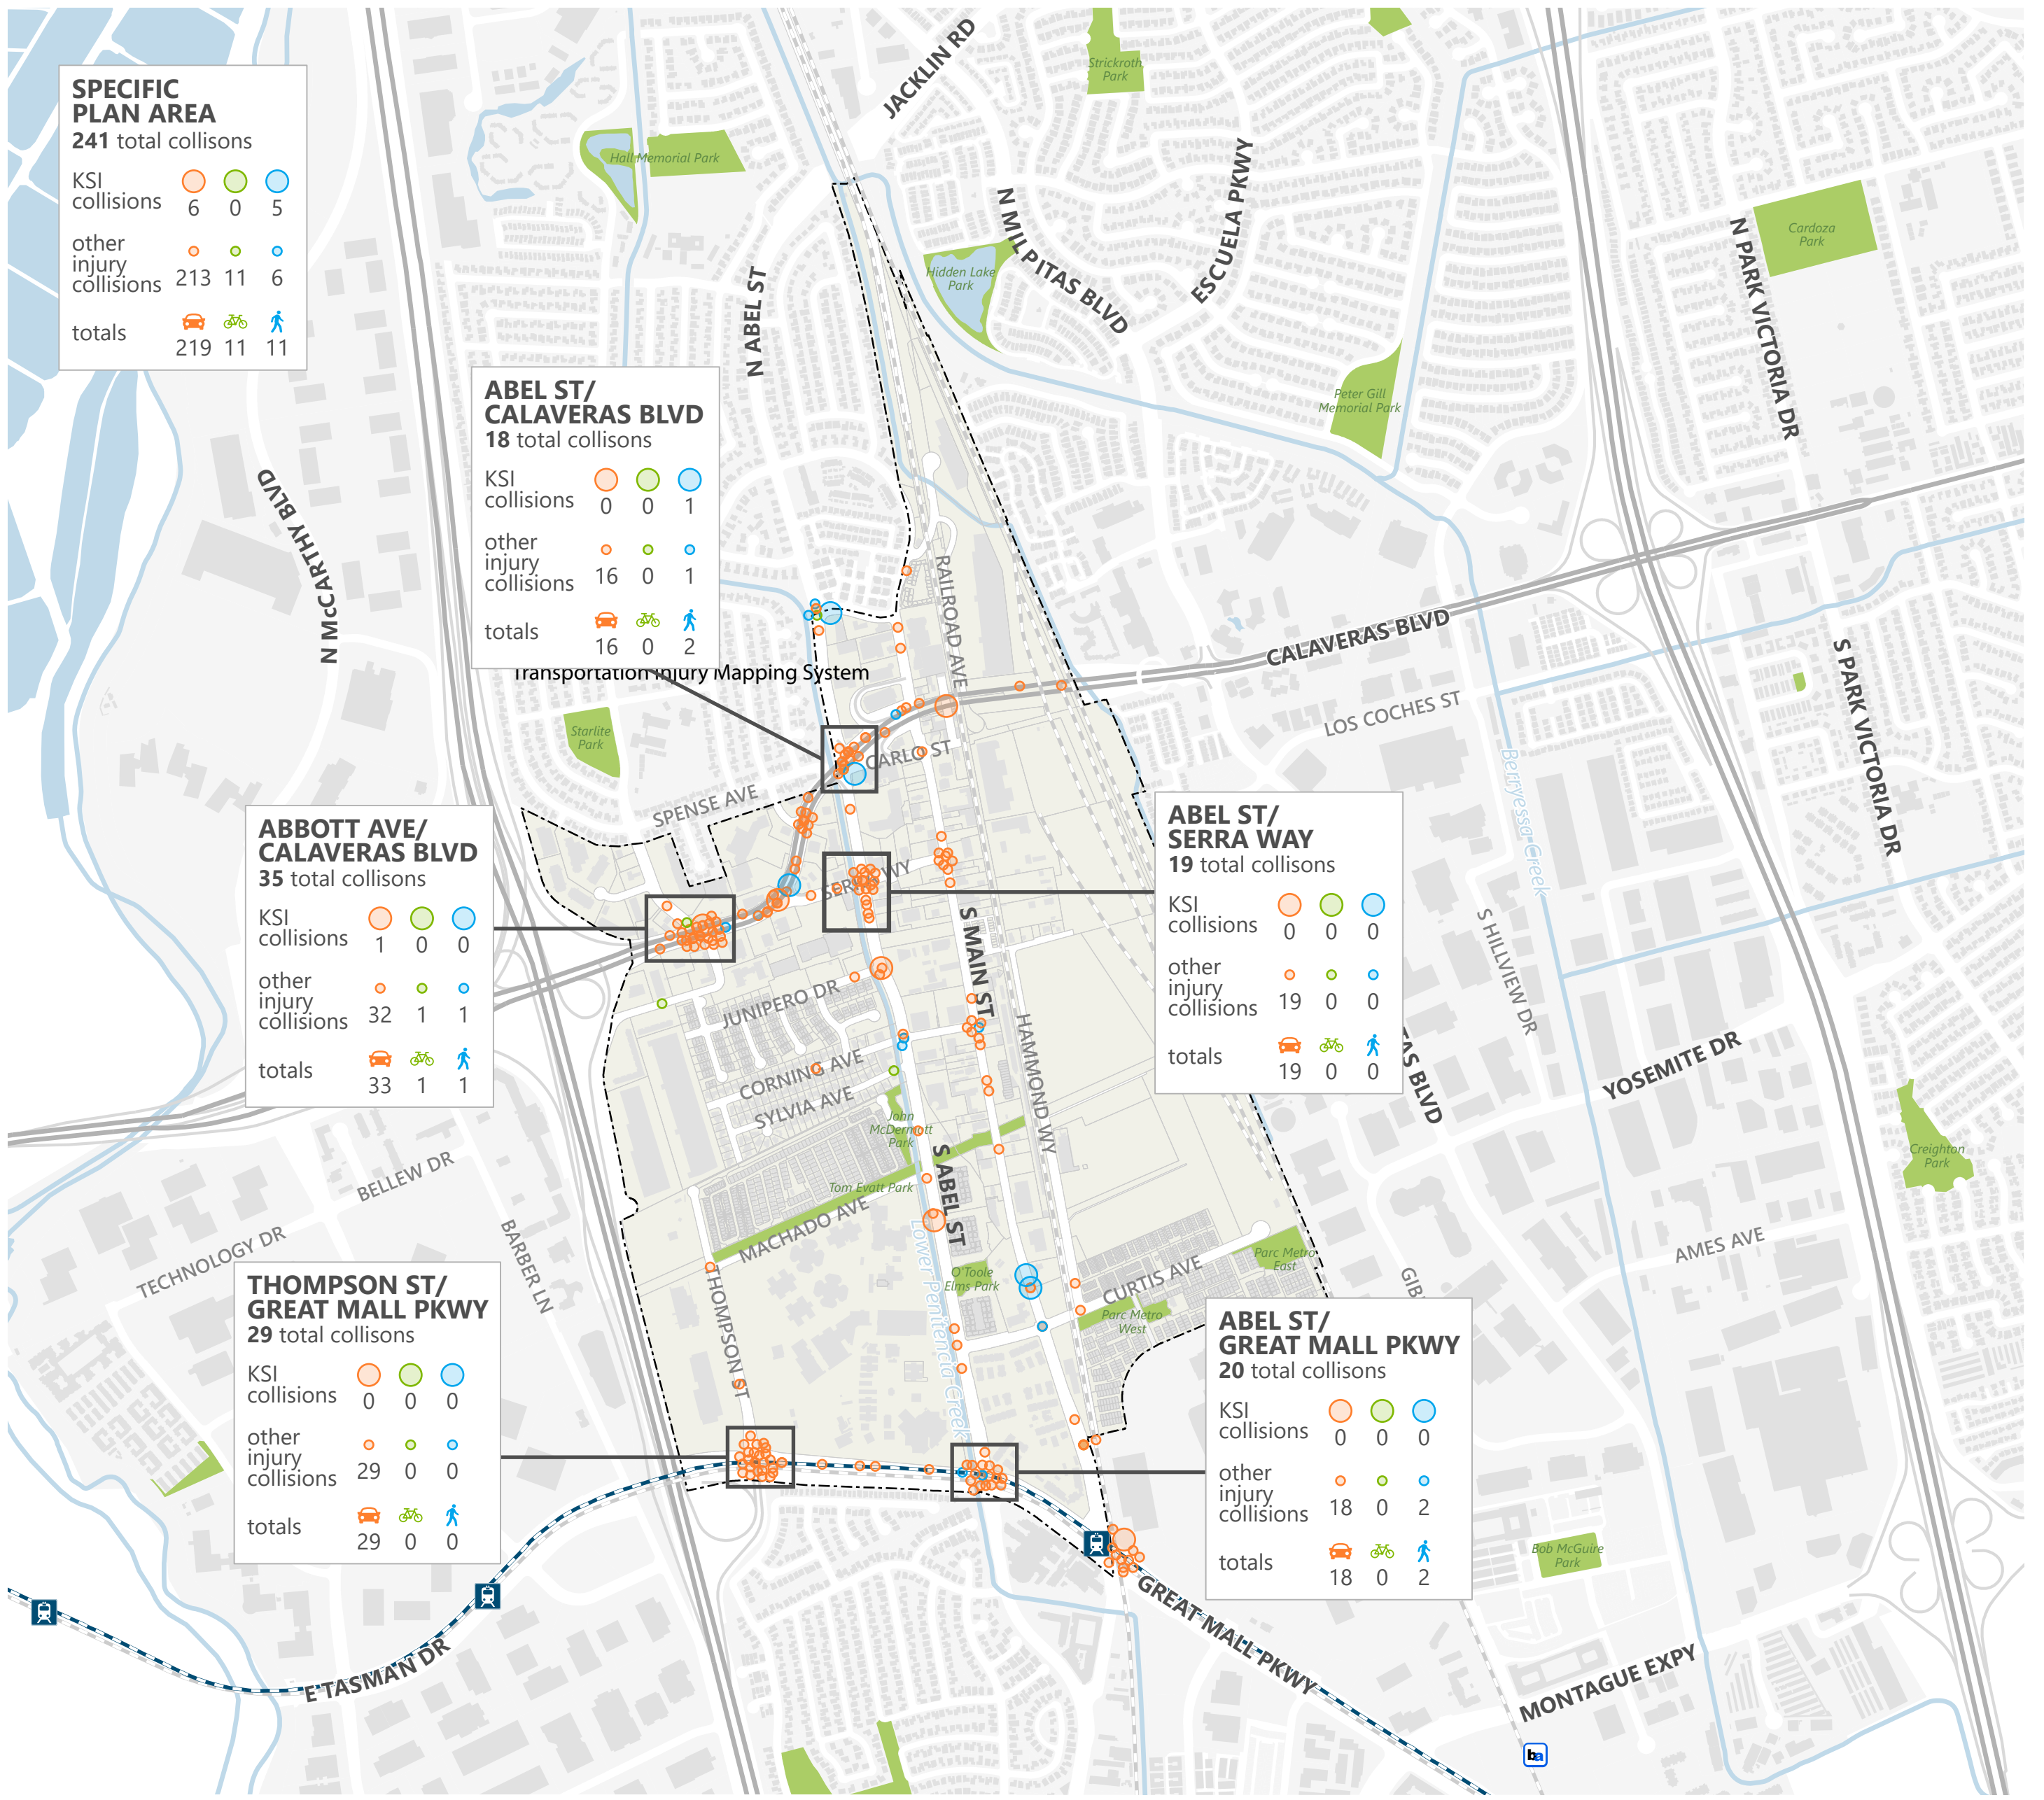 SPECIFIC
PLAN AREA
241 total collisons
KSI
collisions
6 0 5
other
injury
collisions
213 11 6
totals
219 11 11
ABEL ST/
CALAVERAS BLVD
18 total collisons
KSI
collisions
0 0 1
other
injury
collisions
16 0 1
totals
16 0 2
Transportation Injury Mapping System
ABBOTT AVE/
CALAVERAS BLVD
35 total collisons
KSI
collisions
1 0 0
other
injury
collisions
32 1 1
totals
33 1 1
ABEL ST/
SERRA WAY
19 total collisons
KSI
collisions
0 0 0
other
injury
collisions
19 0 0
totals
19 0 0
THOMPSON ST/
GREAT MALL PKWY
29 total collisons
KSI
collisions
0 0 0
other
injury
collisions
29 0 0
totals
29 0 0
ABEL ST/
GREAT MALL PKWY
20 total collisons
KSI
collisions
0 0 0
other
injury
collisions
18 0 2
totals
18 0 2
JACKLIN RD
Strickroth
Park
Hall Memorial Park
N MILPITAS BLVD
ESCUELA PKWY
Hidden Lake
Park
N ABEL ST
Cardoza
Park
N PARK VICTORIA DR
Peter Gill
Memorial Park
N MCCARTHY BLVD
RAILROAD AVE
CALAVERAS BLVD
LOS COCHES ST
S PARK VICTORIA DR
Starlite
Park
CARLO ST
SPENSE AVE
SERRA WY
Berryessa Creek
S HILLVIEW DR
S MAIN ST
JUNIPERO DR
HAMMOND WY
CORNING AVE
SYLVIA AVE
TAS BLVD
YOSEMITE DR
John
McDermott
Park
Tom Evatt Park
S ABEL ST
MACHADO AVE
Lower Penitencia Creek
Creighton
Park
BELLEW DR
TECHNOLOGY DR
BARBER LN
AMES AVE
Parc Metro
East
O'Toole
Elms Park
CURTIS AVE
Parc Metro
West
GIB
THOMPSON ST
Bob McGuire
Park
GREAT MALL PKWY
E TASMAN DR
MONTAGUE EXPY
ba